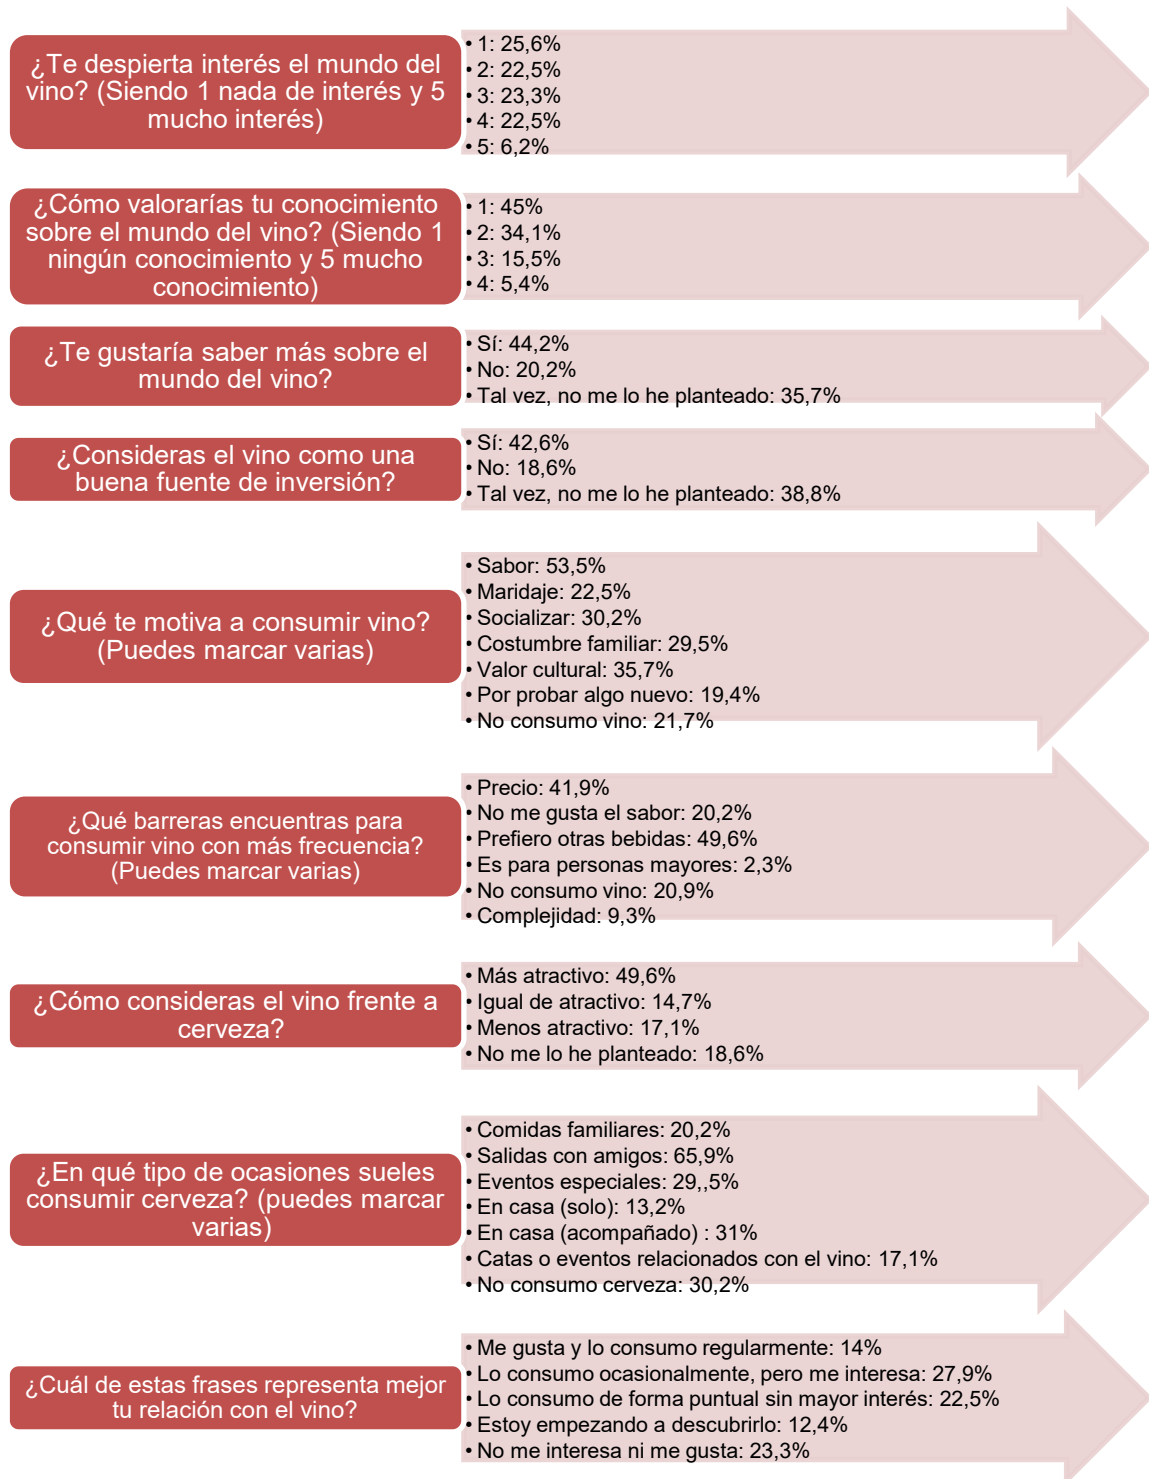 ¿Te despierta interés el mundo del
vino? (Siendo 1 nada de interés y 5
mucho interés)
• 1: 25,6%
• 2: 22,5%
• 3: 23,3%
• 4: 22,5%
• 5: 6,2%
¿Cómo valorarías tu conocimiento
sobre el mundo del vino? (Siendo 1
ningún conocimiento y 5 mucho
conocimiento)
• 1: 45%
• 2: 34,1%
• 3: 15,5%
• 4: 5,4%
¿Te gustaría saber más sobre el
mundo del vino?
• Sí: 44,2%
• No: 20,2%
• Tal vez, no me lo he planteado: 35,7%
¿Consideras el vino como una
buena fuente de inversión?
• Sí: 42,6%
• No: 18,6%
• Tal vez, no me lo he planteado: 38,8%
¿Qué te motiva a consumir vino?
(Puedes marcar varias)
• Sabor: 53,5%
• Maridaje: 22,5%
• Socializar: 30,2%
• Costumbre familiar: 29,5%
• Valor cultural: 35,7%
• Por probar algo nuevo: 19,4%
• No consumo vino: 21,7%
¿Qué barreras encuentras para
consumir vino con más frecuencia?
(Puedes marcar varias)
• Precio: 41,9%
• No me gusta el sabor: 20,2%
• Prefiero otras bebidas: 49,6%
• Es para personas mayores: 2,3%
• No consumo vino: 20,9%
• Complejidad: 9,3%
¿Cómo consideras el vino frente a
cerveza?
• Más atractivo: 49,6%
• Igual de atractivo: 14,7%
• Menos atractivo: 17,1%
• No me lo he planteado: 18,6%
¿En qué tipo de ocasiones sueles
consumir cerveza? (puedes marcar
varias)
• Comidas familiares: 20,2%
• Salidas con amigos: 65,9%
• Eventos especiales: 29,,5%
• En casa (solo): 13,2%
• En casa (acompañado) : 31%
• Catas o eventos relacionados con el vino: 17,1%
• No consumo cerveza: 30,2%
¿Cuál de estas frases representa mejor
tu relación con el vino?
• Me gusta y lo consumo regularmente: 14%
• Lo consumo ocasionalmente, pero me interesa: 27,9%
• Lo consumo de forma puntual sin mayor interés: 22,5%
• Estoy empezando a descubrirlo: 12,4%
• No me interesa ni me gusta: 23,3%